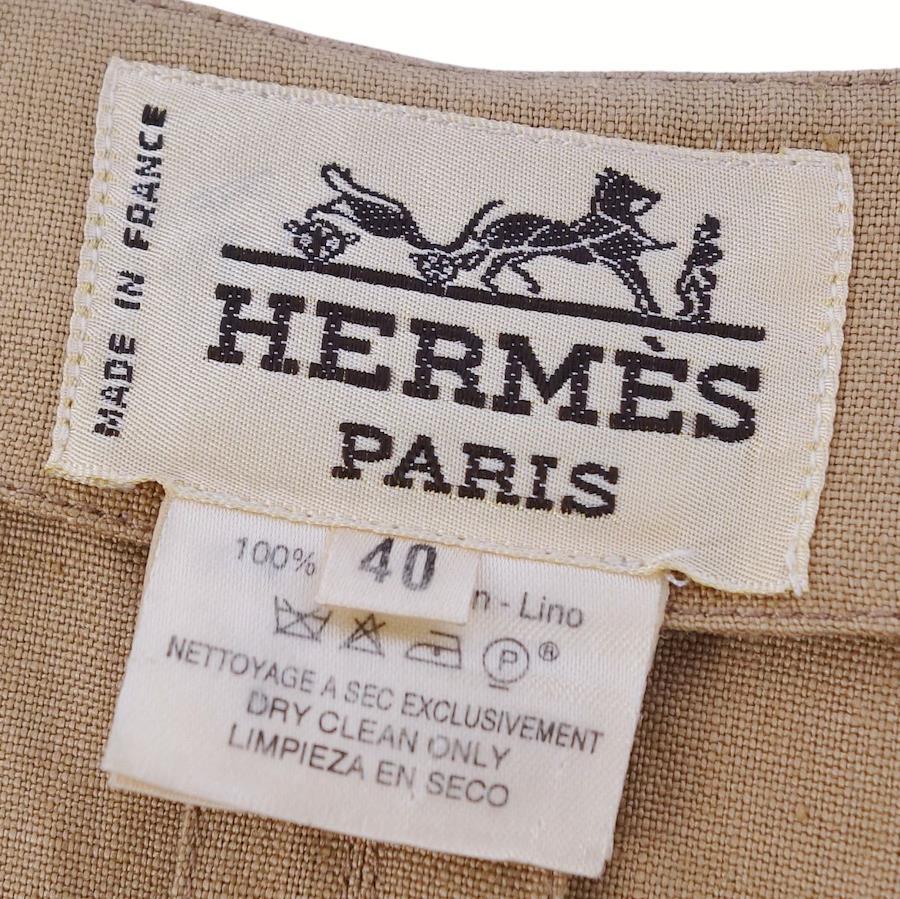 MADE IN FRANCE
HERMÈS
PARIS
40
100% n - Lino
P ®
NETTOYAGE A SEC EXCLUSIVEMENT
DRY CLEAN ONLY
LIMPIEZA EN SECO